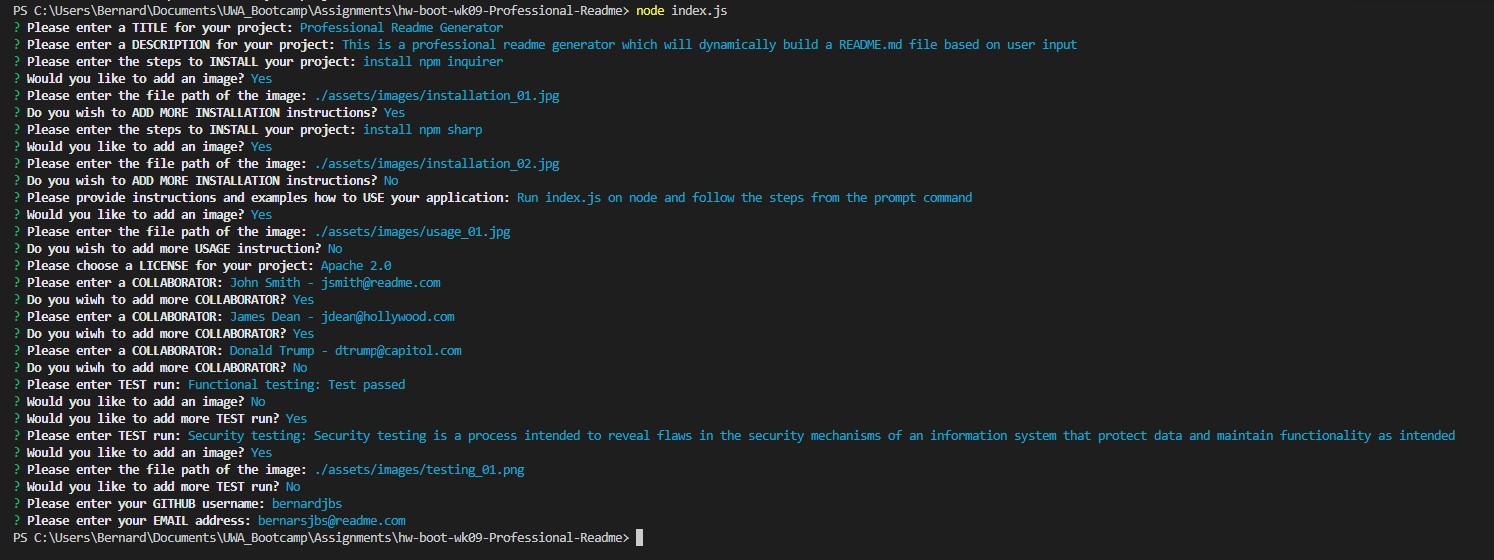 PS C:\Users\Bernard\Documents\UWA_Bootcamp\Assignments\hw-boot-wk09-Professional-Readme> node index.js
? Please enter a TITLE for your project: Professional Readme Generator
? Please enter a DESCRIPTION for your project: This is a professional readme generator which will dynamically build a README.md file based on user input
? Please enter the steps to INSTALL your project: install npm inquirer
? Would you like to add an image? Yes
? Please enter the file path of the image: ./assets/images/installation_01.jpg
? Do you wish to ADD MORE INSTALLATION instructions? Yes
? Please enter the steps to INSTALL your project: install npm sharp
? Would you like to add an image? Yes
? Please enter the file path of the image: ./assets/images/installation_02.jpg
? Do you wish to ADD MORE INSTALLATION instructions? No
? Please provide instructions and examples how to USE your application: Run index.js on node and follow the steps from the prompt command
? Would you like to add an image? Yes
? Please enter the file path of the image: ./assets/images/usage_01.jpg
? Do you wish to add more USAGE instruction? No
? Please choose a LICENSE for your project: Apache 2.0
? Please enter a COLLABORATOR: John Smith - jsmith@readme.com
? Do you wiwh to add more COLLABORATOR? Yes
? Please enter a COLLABORATOR: James Dean - jdean@hollywood.com
? Do you wiwh to add more COLLABORATOR? Yes
? Please enter a COLLABORATOR: Donald Trump - dtrump@capitol.com
? Do you wiwh to add more COLLABORATOR? No
? Please enter TEST run: Functional testing: Test passed
? Would you like to add an image? No
? Would you like to add more TEST run? Yes
? Please enter TEST run: Security testing: Security testing is a process intended to reveal flaws in the security mechanisms of an information system that protect data and maintain functionality as intended
? Would you like to add an image? Yes
? Please enter the file path of the image: ./assets/images/testing_01.png
? Would you like to add more TEST run? No
? Please enter your GITHUB username: bernardjbs
? Please enter your EMAIL address: bernarsjbs@readme.com
PS C:\Users\Bernard\Documents\UWA_Bootcamp\Assignments\hw-boot-wk09-Professional-Readme>